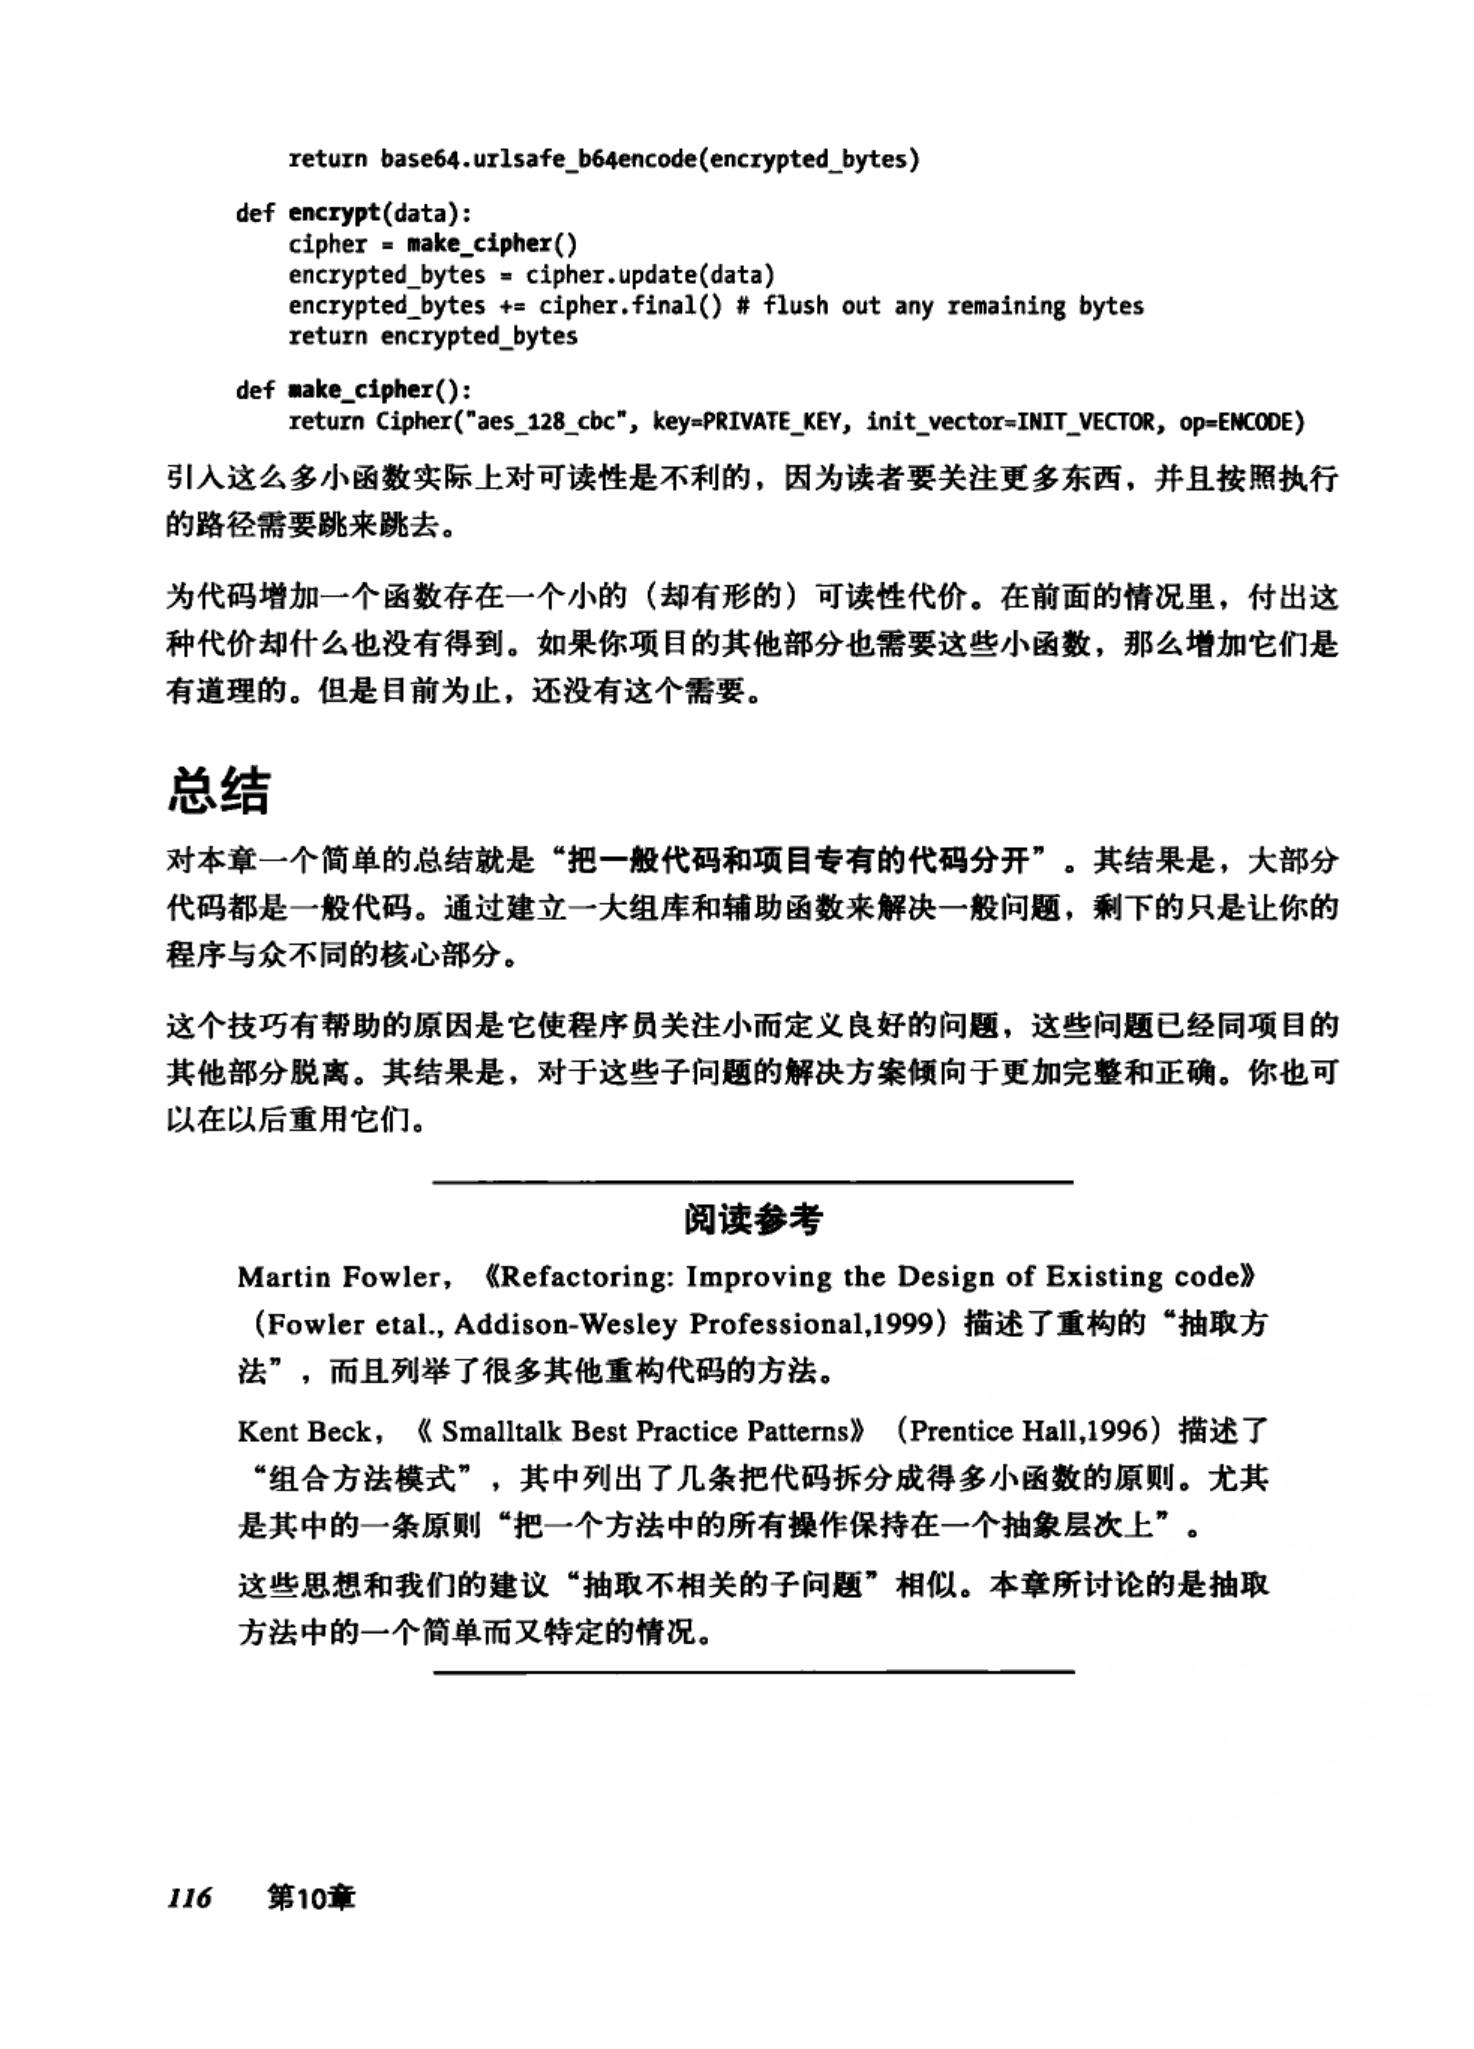 return base64.urlsafe_b64encode(encrypted_bytes)
def encrypt(data):
cipher = make_cipher()
encrypted_bytes = cipher.update(data)
encrypted_bytes += cipher.final() # flush out any remaining bytes
return encrypted_bytes
def make_cipher():
return Cipher("aes_128_cbc", key=PRIVATE_KEY, init_vector=INIT_VECTOR, op=ENCODE)
引入这么多小函数实际上对可读性是不利的，因为读者要关注更多东西，并且按照执行
的路径需要跳来跳去。
为代码增加一个函数存在一个小的（却有形的）可读性代价。在前面的情况里，付出这
种代价却什么也没有得到。如果你项目的其他部分也需要这些小函数，那么增加它们是
有道理的。但是目前为止，还没有这个需要。
总结
对本章一个简单的总结就是“把一般代码和项目专有的代码分开”。其结果是，大部分
代码都是一般代码。通过建立一大组库和辅助函数来解决一般问题，剩下的只是让你的
程序与众不同的核心部分。
这个技巧有帮助的原因是它使程序员关注小而定义良好的问题，这些问题已经同项目的
其他部分脱离。其结果是，对于这些子问题的解决方案倾向于更加完整和正确。你也可
以在以后重用它们。
阅读参考
Martin Fowler，《Refactoring: Improving the Design of Existing code》
（Fowler etal., Addison-Wesley Professional,1999）描述了重构的“抽取方
法”，而且列举了很多其他重构代码的方法。
Kent Beck，《 Smalltalk Best Practice Patterns》（Prentice Hall,1996）描述了
“组合方法模式”，其中列出了几条把代码拆分成得多小函数的原则。尤其
是其中的一条原则“把一个方法中的所有操作保持在一个抽象层次上”。
这些思想和我们的建议“抽取不相关的子问题”相似。本章所讨论的是抽取
方法中的一个简单而又特定的情况。
116 第10章